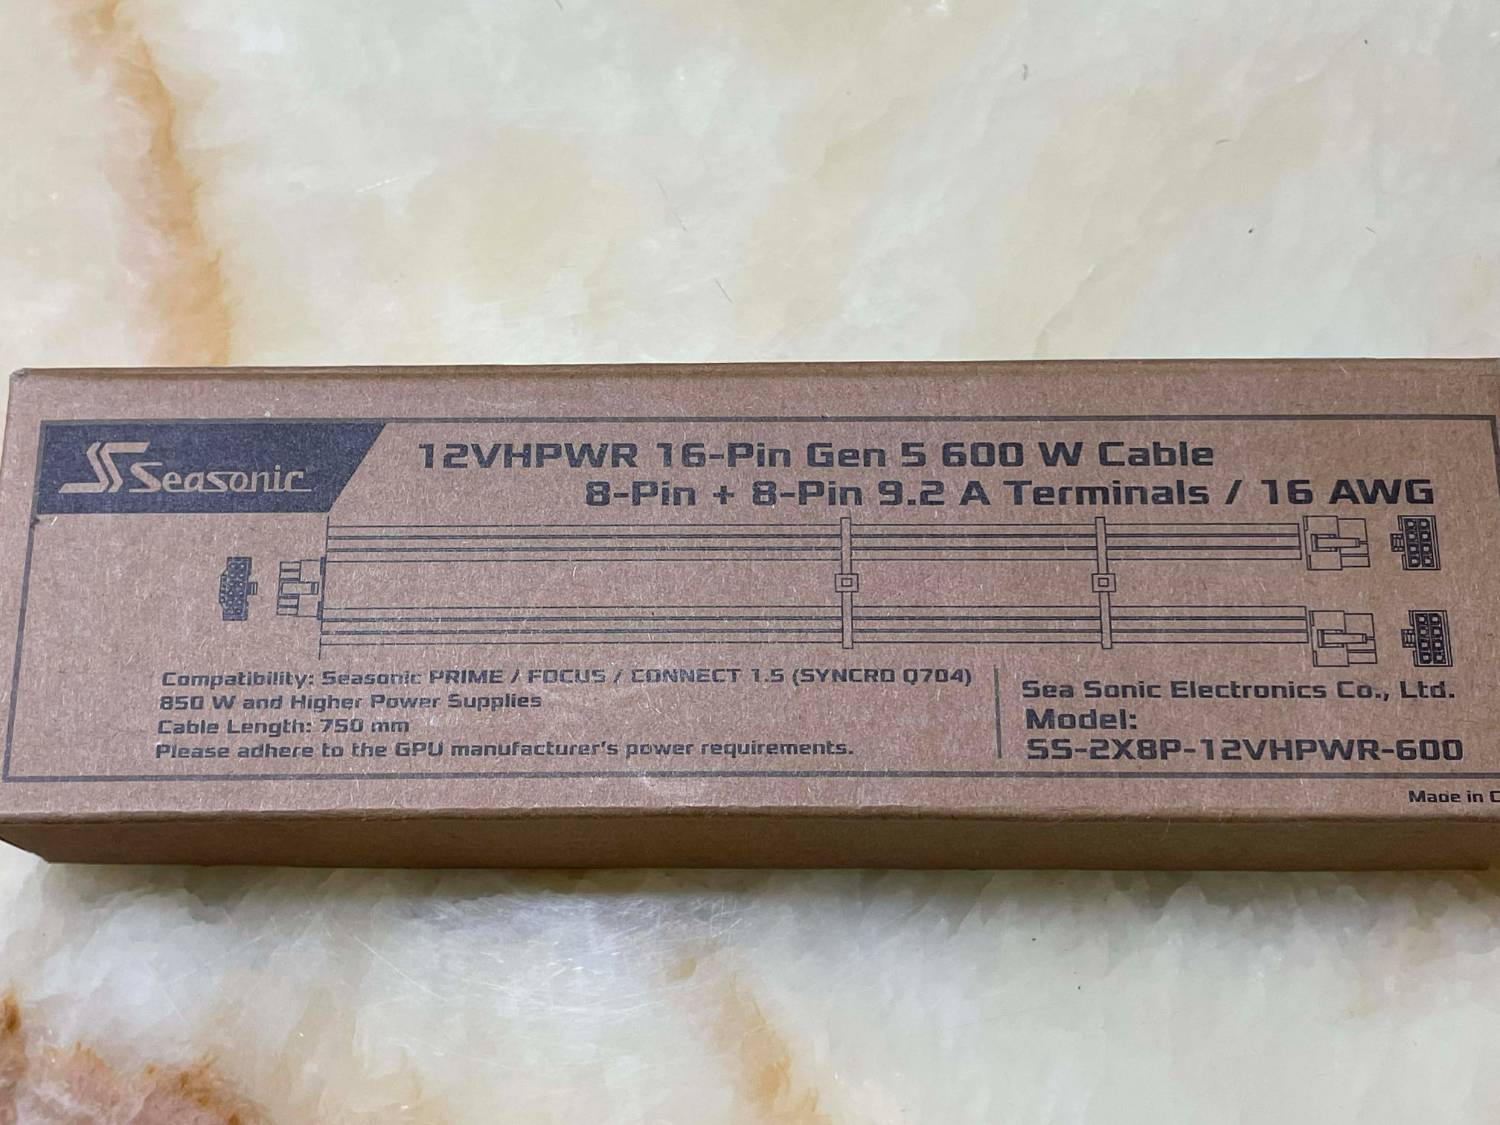 Seasonic
12VHPWR 16-Pin Gen 5 600 W Cable
8-Pin + 8-Pin 9.2 A Terminals / 16 AWG
Compatibility: Seasonic PRIME / FOCUS / CONNECT 1.5 (SYNCRO Q704)
850 W and Higher Power Supplies
Cable Length: 750 mm
Please adhere to the GPU manufacturer's power requirements.
Sea Sonic Electronics Co., Ltd.
Model:
SS-2X8P-12VHPWR-600
Made in